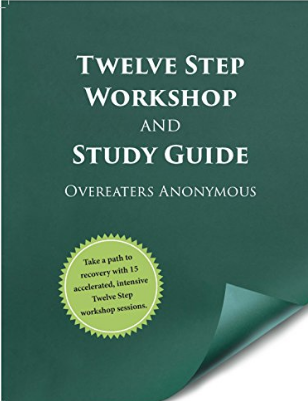 TWELVE STEP
WORKSHOP
AND
STUDY GUIDE
OVEREATERS ANONYMOUS
Take a path to
recovery with 15
accelerated, intensive
Twelve Step
workshop sessions.